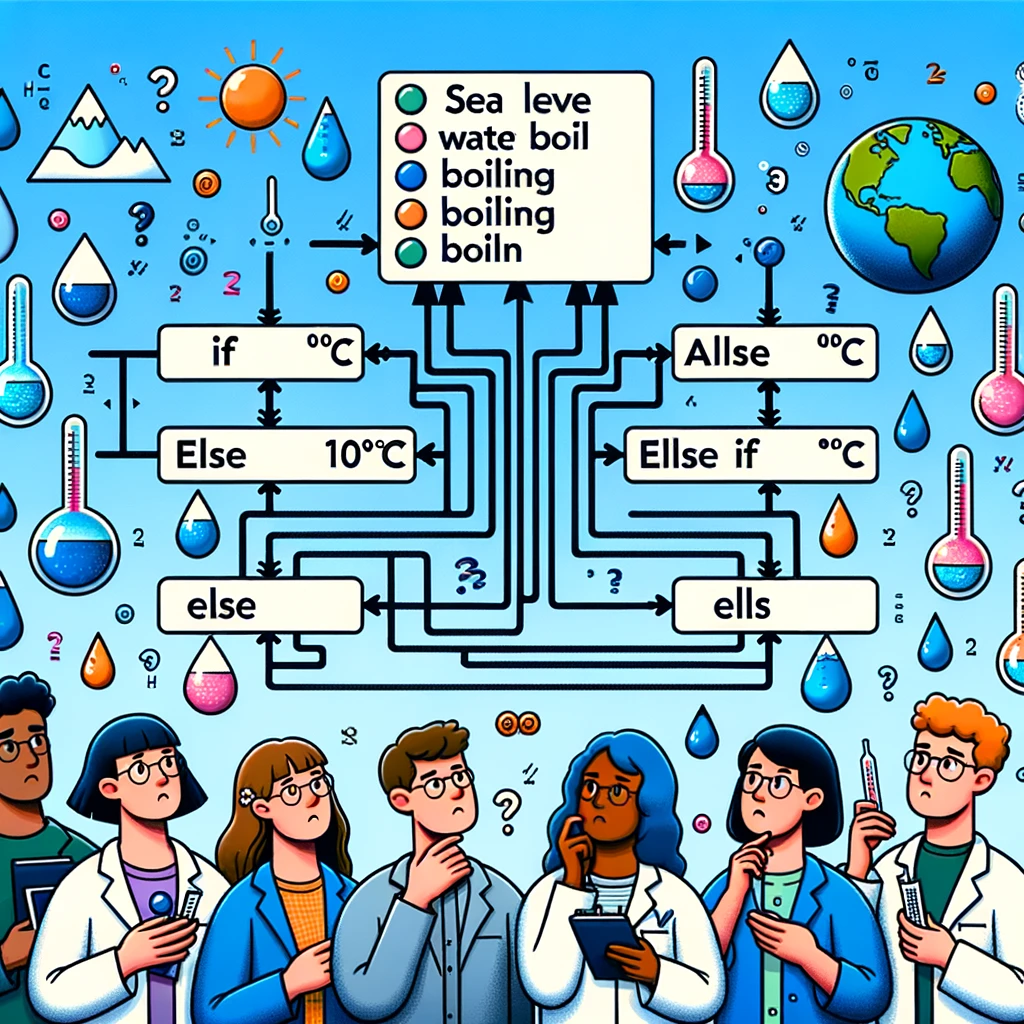 Sea leve
wate boil
boiling
boiling
boiln
if °°C
Allse °°C
Else 10°°C
Ellse if °°C
else
ells